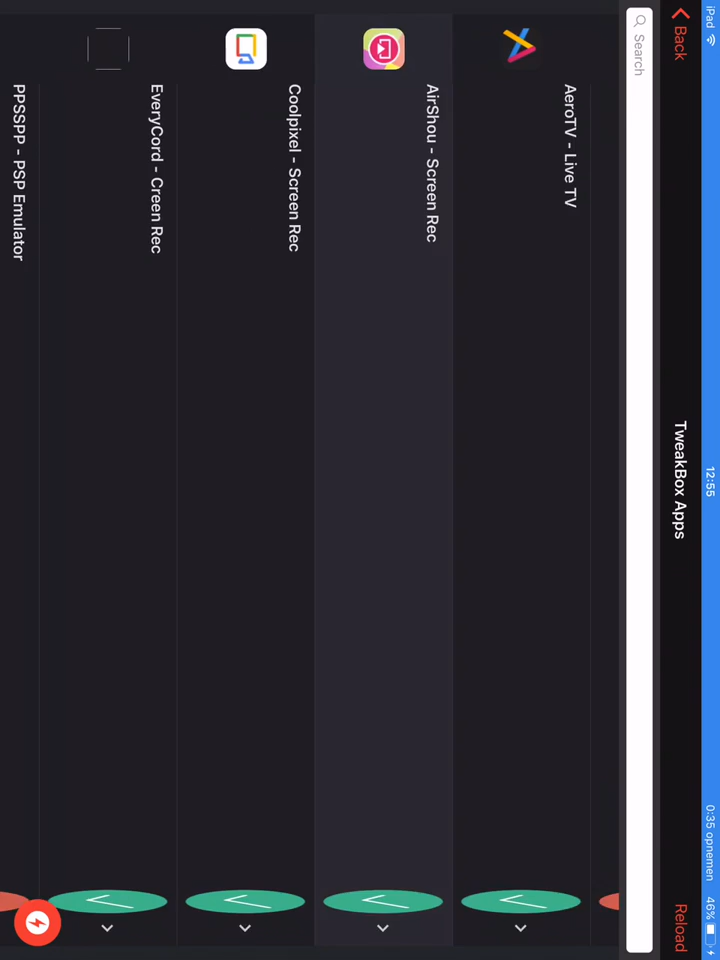 iPad
12:55
0:35 opnemen
46%
Back
TweakBox Apps
Reload
Search
AeroTV - Live TV
AirShou - Screen Rec
Coolpixel - Screen Rec
EveryCord - Creen Rec
PPSSPP - PSP Emulator